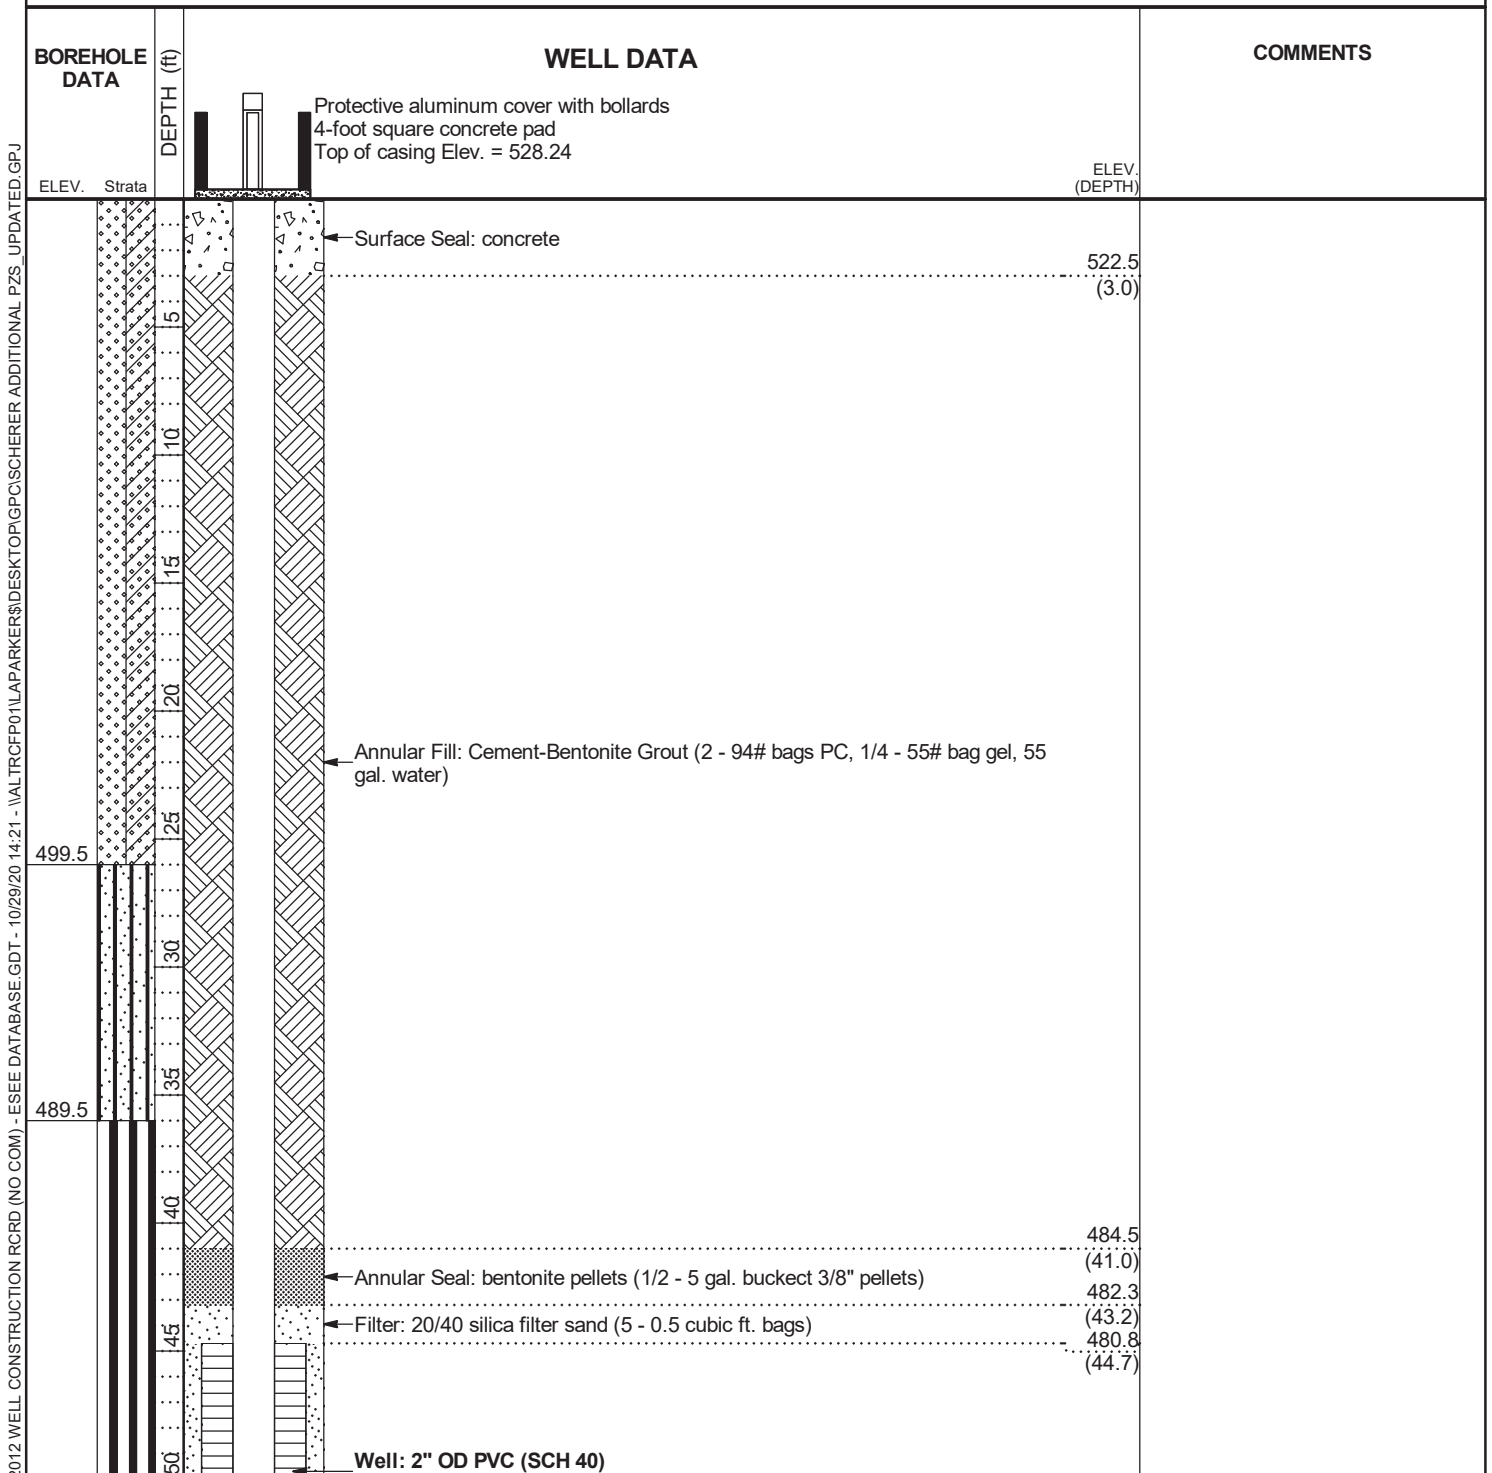 BOREHOLE
DATA
DEPTH (ft)
WELL DATA
COMMENTS
Protective aluminum cover with bollards
4-foot square concrete pad
Top of casing Elev. = 528.24
ELEV.
(DEPTH)
ELEV. Strata
Surface Seal: concrete
522.5
(3.0)
5
10
15
20
Annular Fill: Cement-Bentonite Grout (2 - 94# bags PC, 1/4 - 55# bag gel, 55
gal. water)
25
499.5
30
35
489.5
40
484.5
(41.0)
Annular Seal: bentonite pellets (1/2 - 5 gal. buckect 3/8" pellets)
482.3
(43.2)
Filter: 20/40 silica filter sand (5 - 0.5 cubic ft. bags)
45
480.8
(44.7)
50
Well: 2" OD PVC (SCH 40)
2012 WELL CONSTRUCTION RCRD (NO COM) - ESEE DATABASE.GDT - 10/29/20 14:21 - \\ALTRCFP01\LAPARKER$\DESKTOP\GPC\SCHERER ADDITIONAL PZS_UPDATED.GPJ